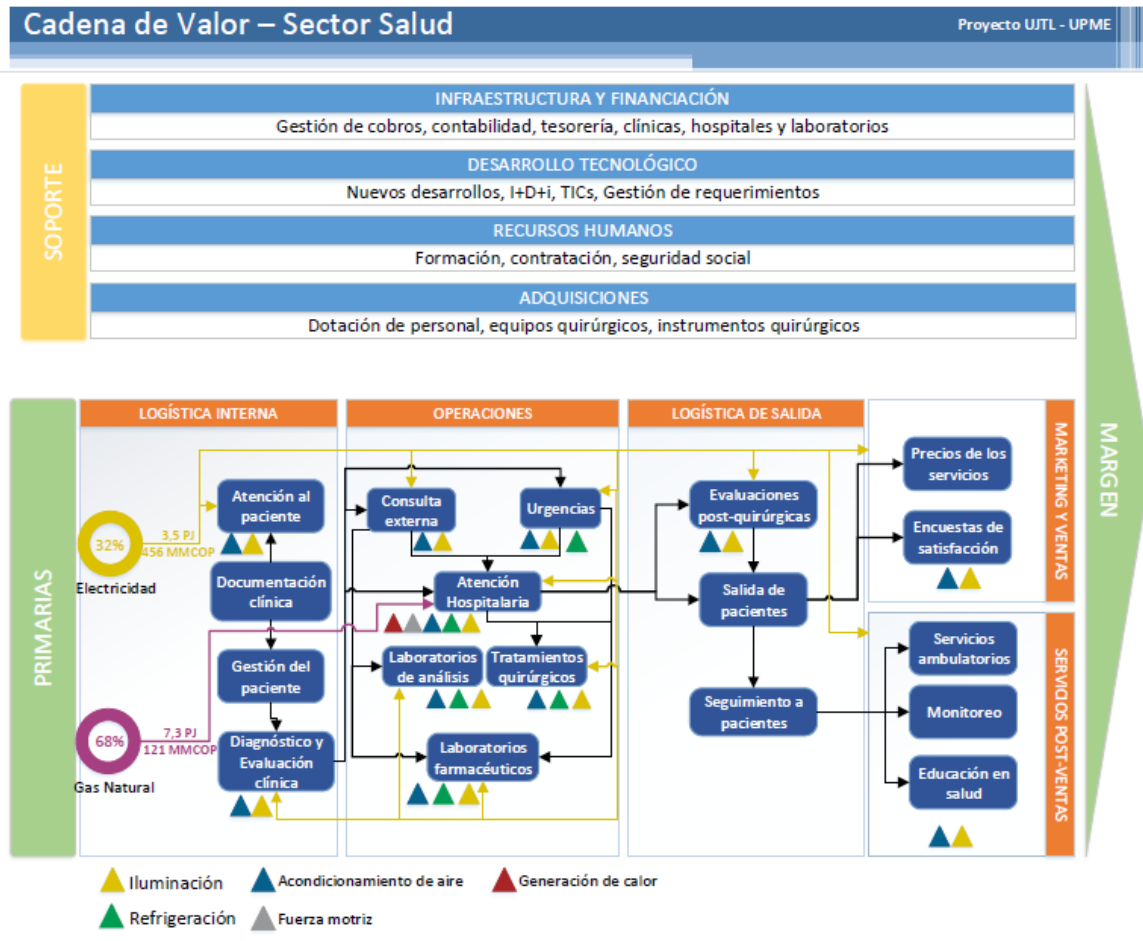 Cadena de Valor – Sector Salud
Proyecto UJTL - UPME
SOPORTE
INFRAESTRUCTURA Y FINANCIACIÓN
Gestión de cobros, contabilidad, tesorería, clínicas, hospitales y laboratorios
DESARROLLO TECNOLÓGICO
Nuevos desarrollos, I+D+i, TICs, Gestión de requerimientos
RECURSOS HUMANOS
Formación, contratación, seguridad social
ADQUISICIONES
Dotación de personal, equipos quirúrgicos, instrumentos quirúrgicos
MARGEN
PRIMARIAS
LOGÍSTICA INTERNA
32%
Electricidad
3,5 PJ
456 MMCOP
68%
Gas Natural
7,3 PJ
121 MMCOP
Atención al
paciente
Documentación
clínica
Gestión del
paciente
Diagnóstico y
Evaluación
clínica
OPERACIONES
Consulta
externa
Urgencias
Atención
Hospitalaria
Laboratorios
de análisis
Tratamientos
quirúrgicos
Laboratorios
farmacéuticos
LOGÍSTICA DE SALIDA
Evaluaciones
post-quirúrgicas
Salida de
pacientes
Seguimiento a
pacientes
MARKETING Y VENTAS
Precios de los
servicios
Encuestas de
satisfacción
SERVICIOS POST-VENTAS
Servicios
ambulatorios
Monitoreo
Educación en
salud
Iluminación
Acondicionamiento de aire
Generación de calor
Refrigeración
Fuerza motriz